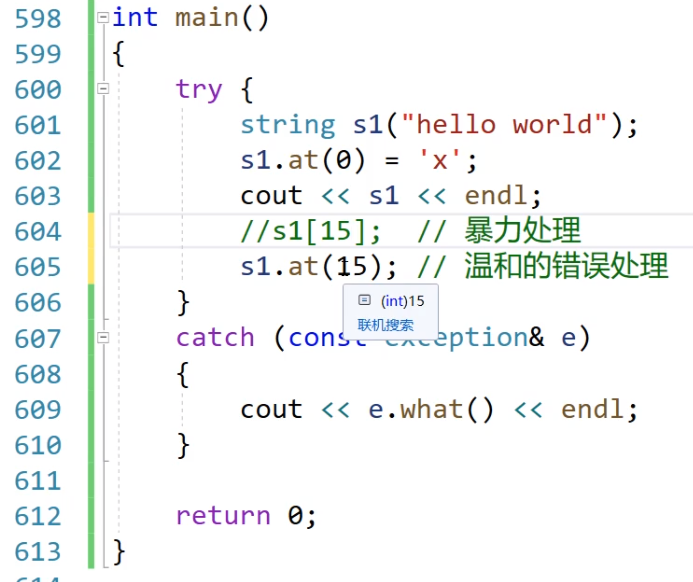 598 int main()
599 {
600 try {
601 string s1("hello world");
602 s1.at(0) = 'x';
603 cout << s1 << endl;
604 //s1[15]; // 暴力处理
605 s1.at(15); // 温和的错误处理
(int)15
联机搜索
606 }
607 catch (const exception& e)
608 {
609 cout << e.what() << endl;
610 }
611
612 return 0;
613 }
614